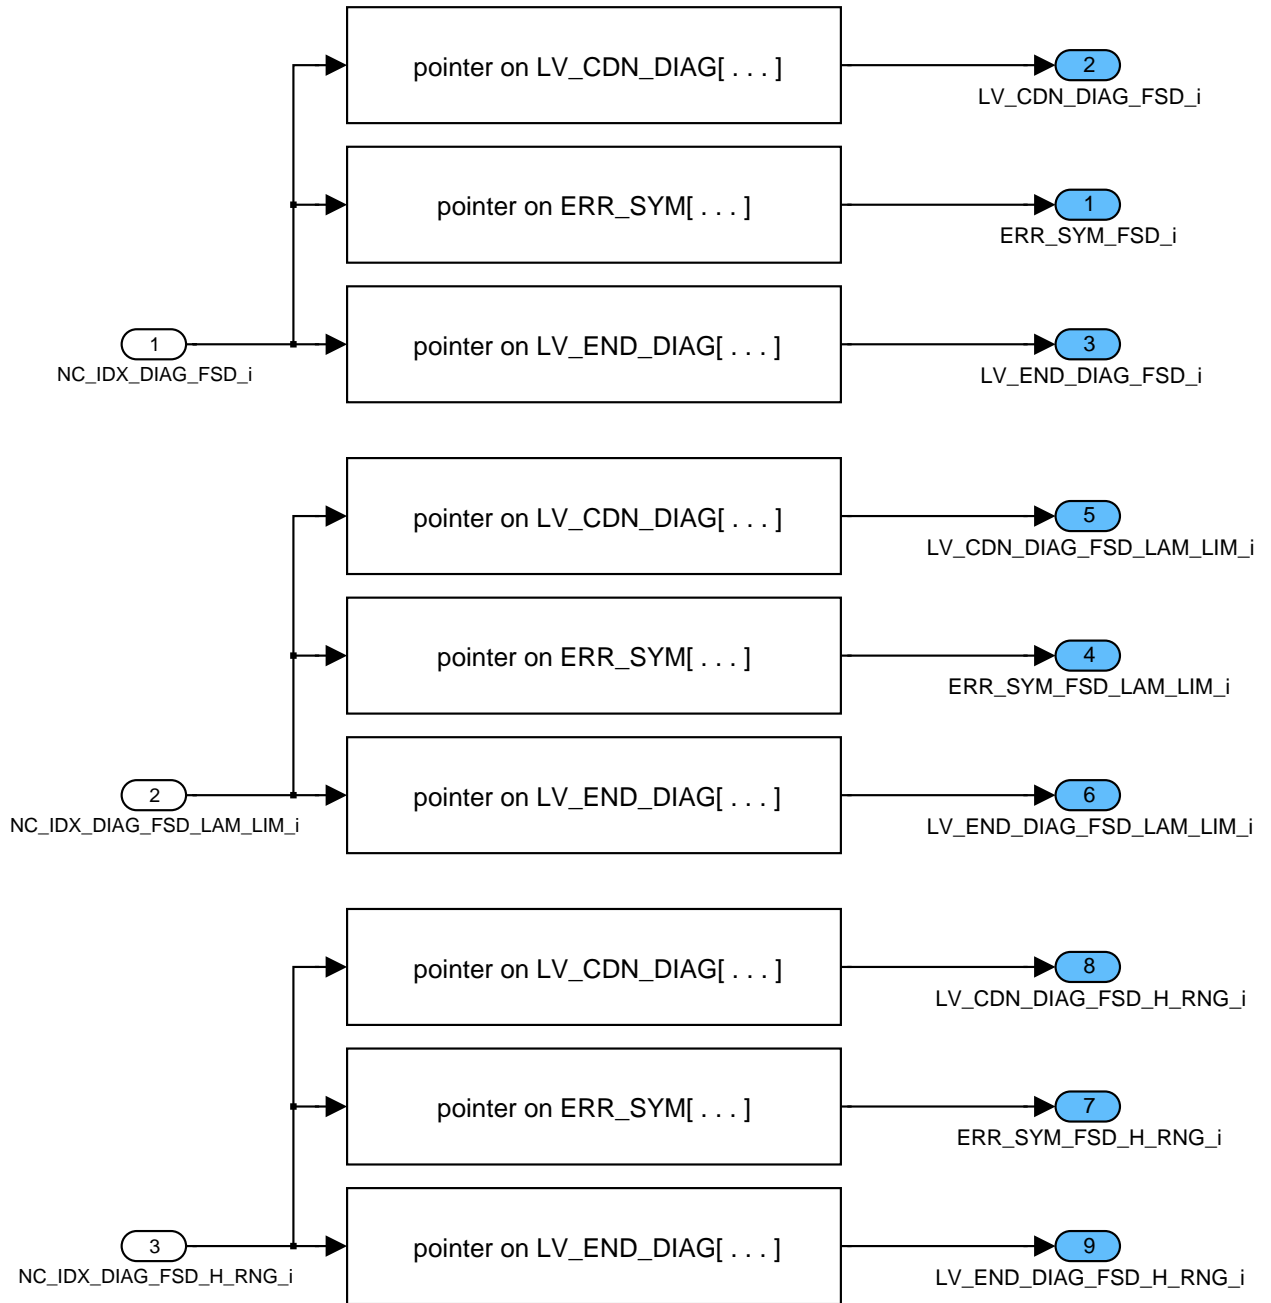 pointer on LV_CDN_DIAG[ . . . ]
2
LV_CDN_DIAG_FSD_i
pointer on ERR_SYM[ . . . ]
1
ERR_SYM_FSD_i
1
NC_IDX_DIAG_FSD_i
pointer on LV_END_DIAG[ . . . ]
3
LV_END_DIAG_FSD_i
pointer on LV_CDN_DIAG[ . . . ]
5
LV_CDN_DIAG_FSD_LAM_LIM_i
pointer on ERR_SYM[ . . . ]
4
ERR_SYM_FSD_LAM_LIM_i
2
NC_IDX_DIAG_FSD_LAM_LIM_i
pointer on LV_END_DIAG[ . . . ]
6
LV_END_DIAG_FSD_LAM_LIM_i
pointer on LV_CDN_DIAG[ . . . ]
8
LV_CDN_DIAG_FSD_H_RNG_i
pointer on ERR_SYM[ . . . ]
7
ERR_SYM_FSD_H_RNG_i
3
NC_IDX_DIAG_FSD_H_RNG_i
pointer on LV_END_DIAG[ . . . ]
9
LV_END_DIAG_FSD_H_RNG_i